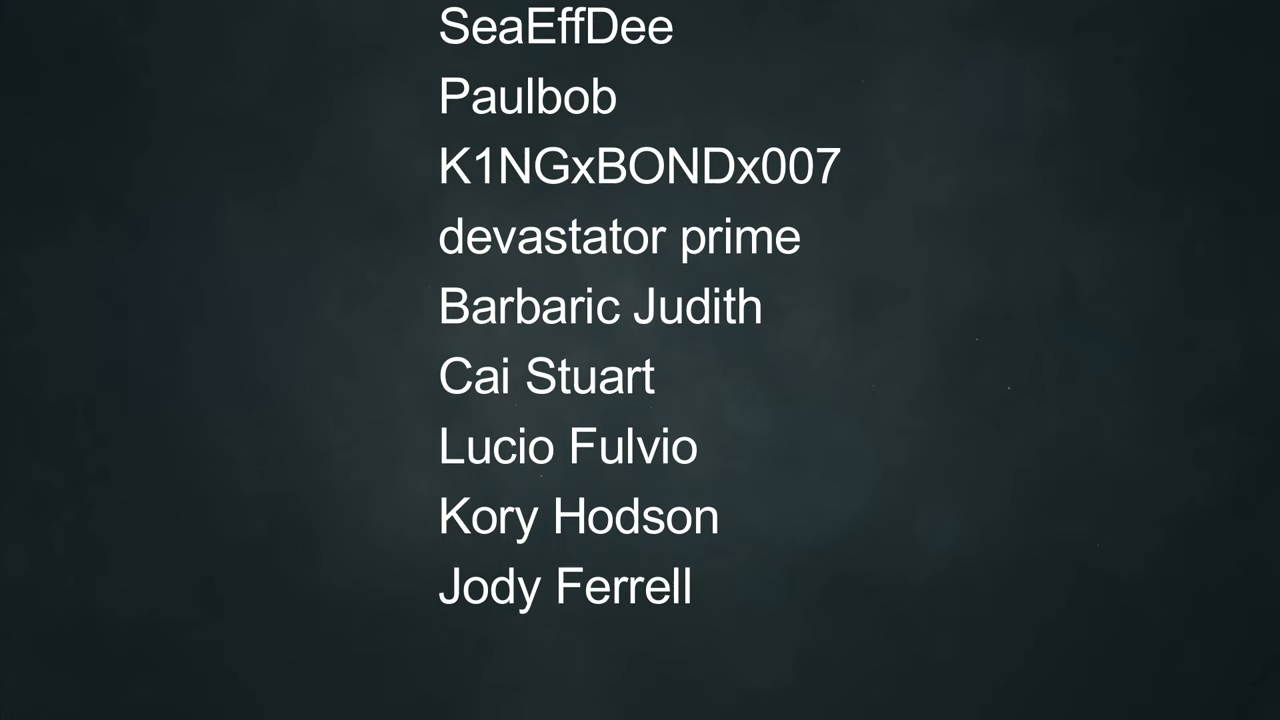 SeaEffDee
Paulbob
K1NGxBONDx007
devastator prime
Barbaric Judith
Cai Stuart
Lucio Fulvio
Kory Hodson
Jody Ferrell